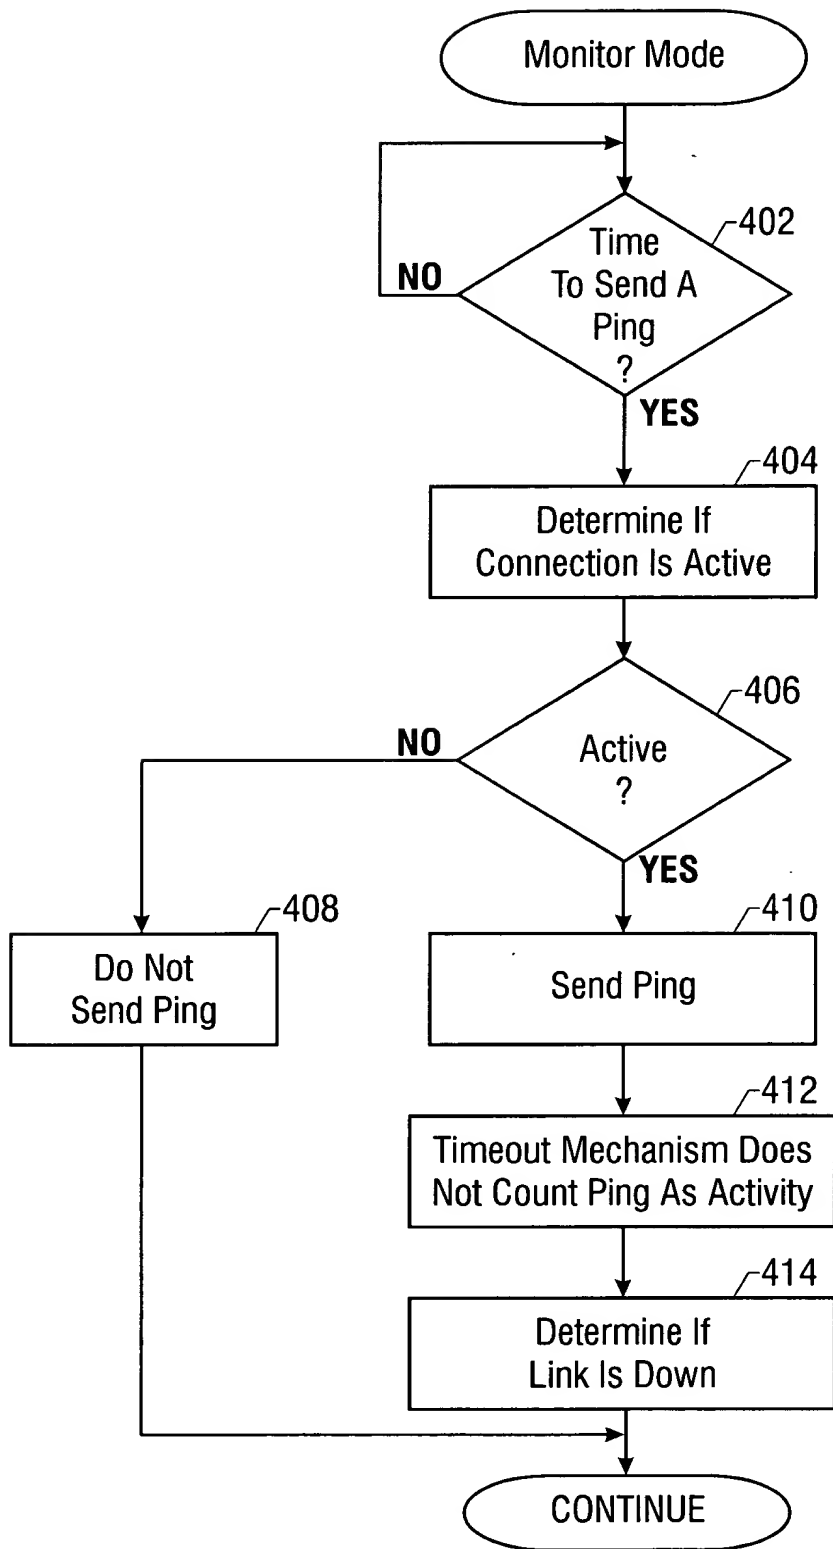 Monitor Mode
402
Time
To Send A
Ping
?
NO
YES
404
Determine If
Connection Is Active
406
Active
?
NO
YES
408
Do Not
Send Ping
410
Send Ping
412
Timeout Mechanism Does
Not Count Ping As Activity
414
Determine If
Link Is Down
CONTINUE